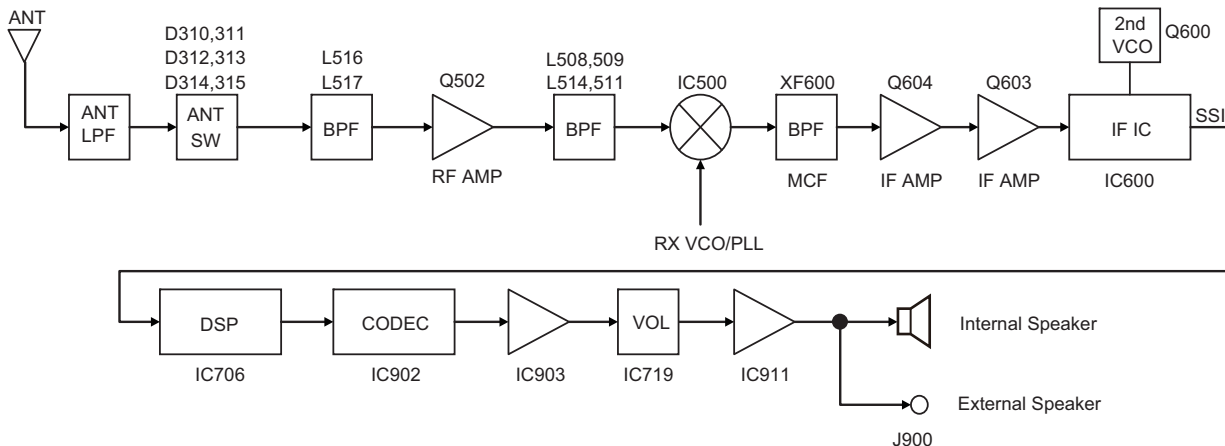 ANT
D310,311
D312,313
D314,315
L516
L517
Q502
L508,509
L514,511
IC500
XF600
Q604
Q603
2nd
VCO
Q600
ANT
LPF
ANT
SW
BPF
BPF
BPF
IF IC
SSI
RF AMP
MCF
IF AMP
IF AMP
IC600
RX VCO/PLL
DSP
CODEC
VOL
Internal Speaker
IC706
IC902
IC903
IC719
IC911
External Speaker
J900